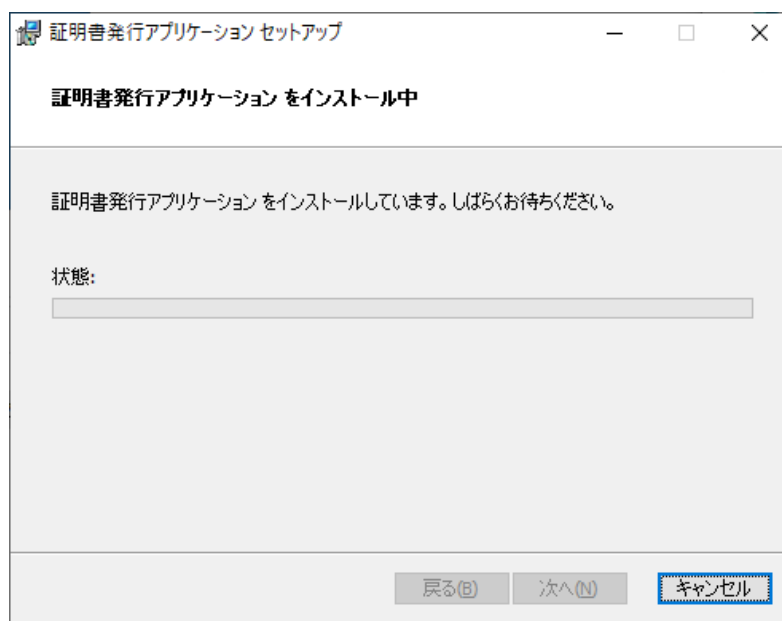 証明書発行アプリケーション セットアップ
証明書発行アプリケーション をインストール中
証明書発行アプリケーション をインストールしています。しばらくお待ちください。
状態:
戻る(B) 次へ(N) キャンセル